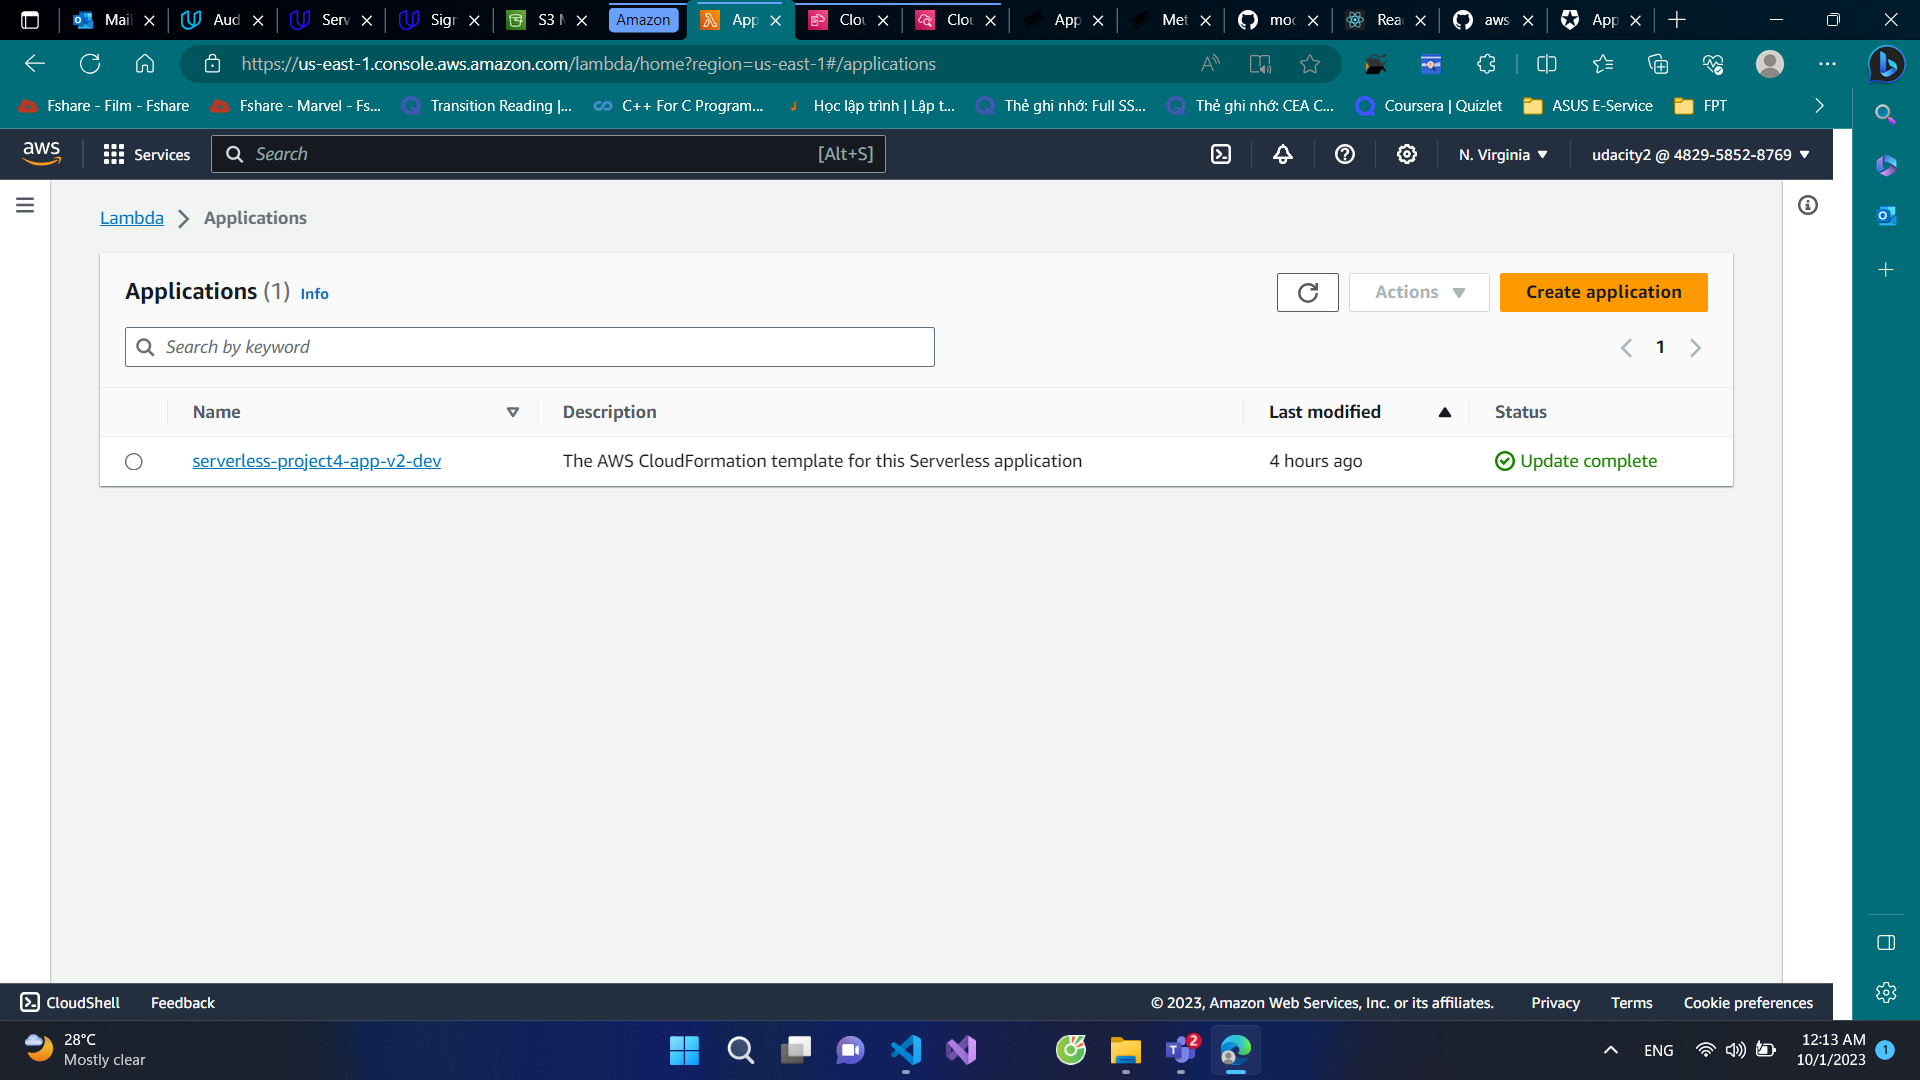 Mail
Aud
Serv
Sign
S3 M
Amazon
App
Clou
Clou
App
Met
moc
Rea
aws
App
https://us-east-1.console.aws.amazon.com/lambda/home?region=us-east-1#/applications
Fshare - Film - Fshare
Fshare - Marvel - Fs...
Transition Reading |...
C++ For C Program...
Học lập trình | Lập t...
Thẻ ghi nhớ: Full SS...
Thẻ ghi nhớ: CEA C...
Coursera | Quizlet
ASUS E-Service
FPT
aws
Services
Search
[Alt+S]
N. Virginia
udacity2 @ 4829-5852-8769
Lambda
Applications
Applications (1) Info
Actions
Create application
Search by keyword
1
Name
Description
Last modified
Status
serverless-project4-app-v2-dev
The AWS CloudFormation template for this Serverless application
4 hours ago
Update complete
CloudShell
Feedback
© 2023, Amazon Web Services, Inc. or its affiliates.
Privacy
Terms
Cookie preferences
28°C
Mostly clear
2
ENG
12:13 AM
10/1/2023
1